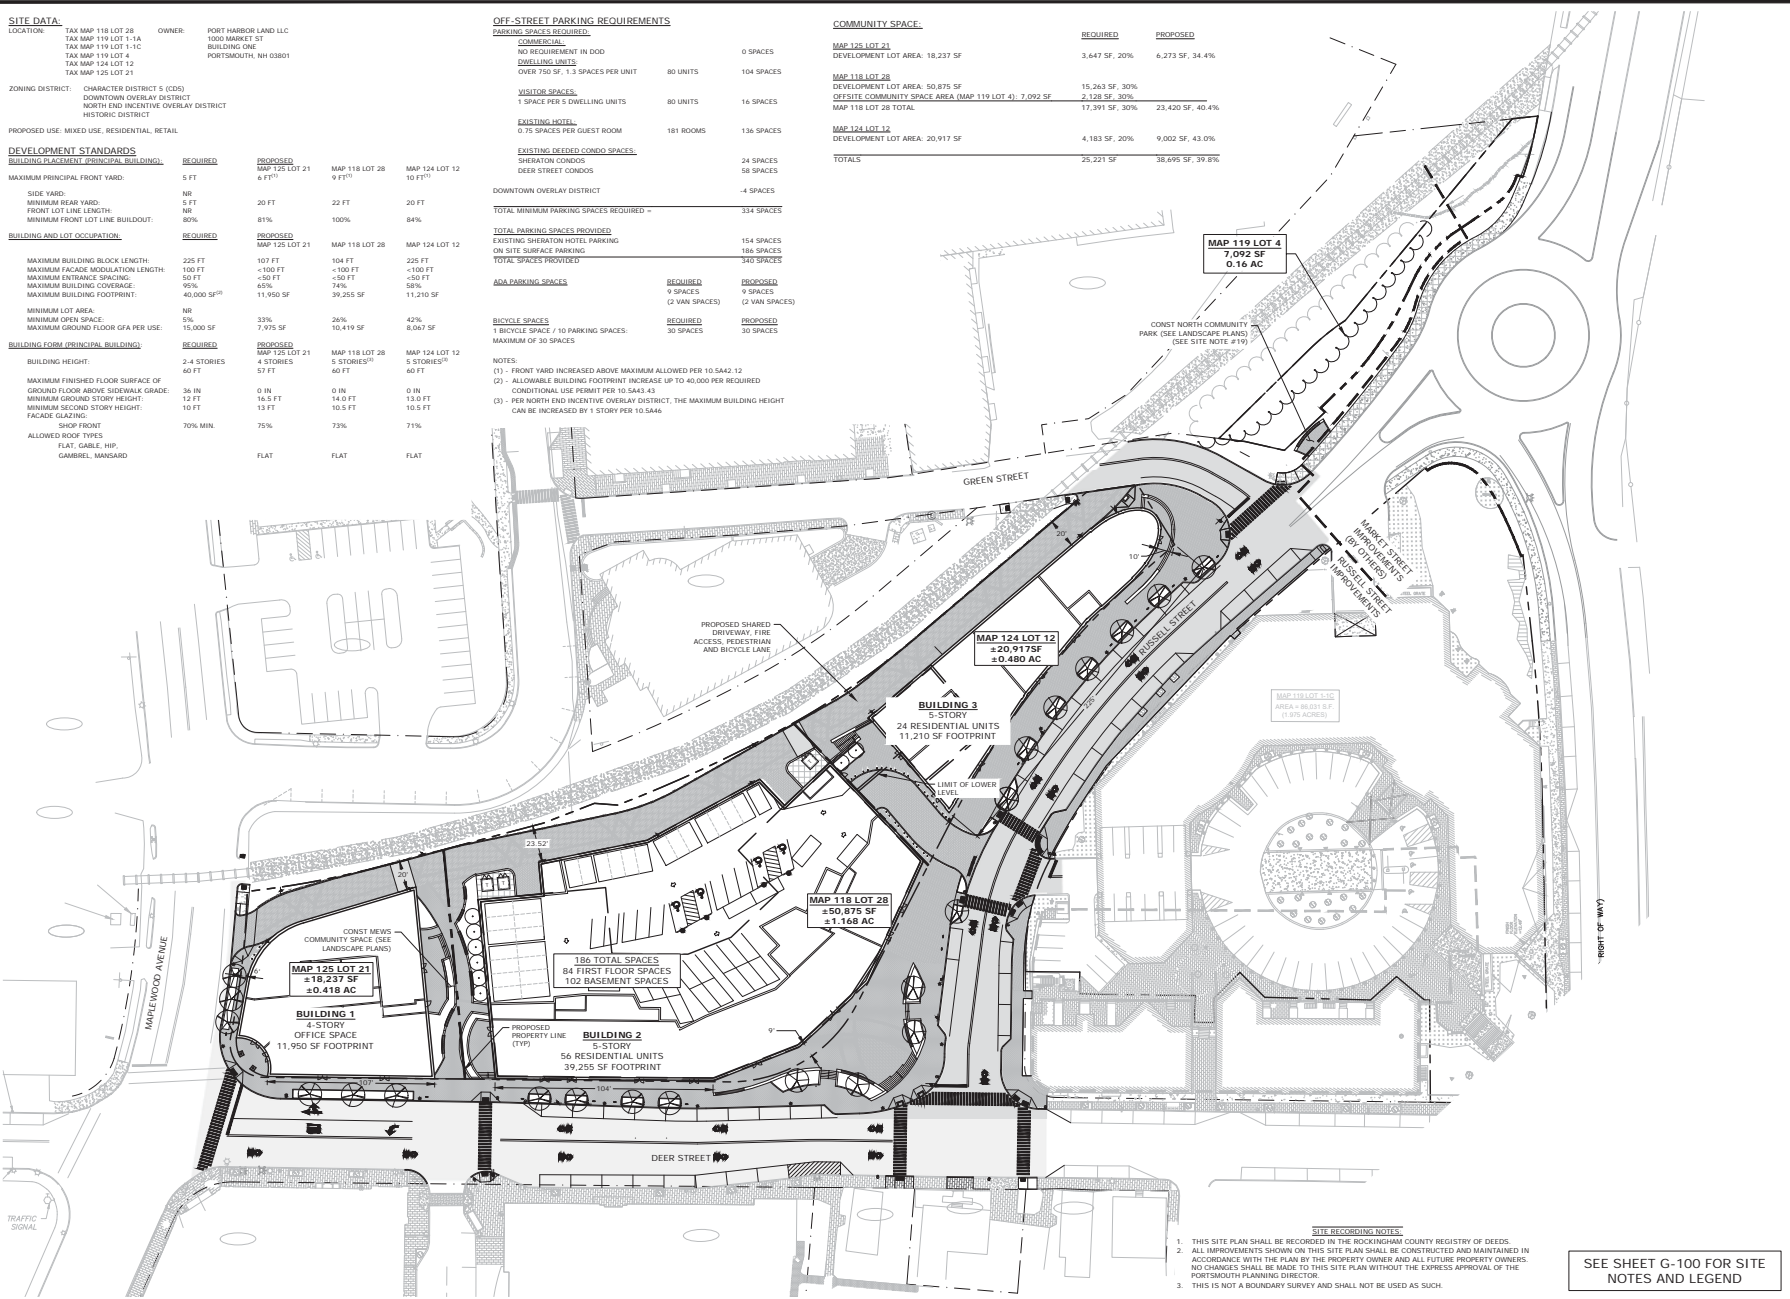 SITE DATA:
LOCATION: TAX MAP 118 LOT 28 OWNER: PORT HARBOR LAND LLC
TAX MAP 119 LOT 1-1A 1000 MARKET ST
TAX MAP 119 LOT 1-1C BUILDING ONE
TAX MAP 119 LOT 4 PORTSMOUTH, NH 03801
TAX MAP 124 LOT 12
TAX MAP 125 LOT 21
ZONING DISTRICT: CHARACTER DISTRICT 5 (CD5)
DOWNTOWN OVERLAY DISTRICT
NORTH END INCENTIVE OVERLAY DISTRICT
HISTORIC DISTRICT
PROPOSED USE: MIXED USE, RESIDENTIAL, RETAIL
DEVELOPMENT STANDARDS
BUILDING PLACEMENT (PRINCIPAL BUILDING): REQUIRED PROPOSED
MAP 125 LOT 21 MAP 118 LOT 28 MAP 124 LOT 12
MAXIMUM PRINCIPAL FRONT YARD: 5 FT 6 FT(1) 9 FT(1) 10 FT(1)
SIDE YARD: NR
MINIMUM REAR YARD: 5 FT 20 FT 22 FT 20 FT
FRONT LOT LINE LENGTH: NR
MINIMUM FRONT LOT LINE BUILDOUT: 80% 81% 100% 84%
BUILDING AND LOT OCCUPATION: REQUIRED PROPOSED
MAP 125 LOT 21 MAP 118 LOT 28 MAP 124 LOT 12
MAXIMUM BUILDING BLOCK LENGTH: 225 FT 107 FT 104 FT 225 FT
MAXIMUM FACADE MODULATION LENGTH: 100 FT <100 FT <100 FT <100 FT
MAXIMUM ENTRANCE SPACING: 50 FT <50 FT <50 FT <50 FT
MAXIMUM BUILDING COVERAGE: 95% 65% 74% 58%
MAXIMUM BUILDING FOOTPRINT: 40,000 SF(2) 11,950 SF 39,255 SF 11,210 SF
MINIMUM LOT AREA: NR
MINIMUM OPEN SPACE: 5% 33% 26% 42%
MAXIMUM GROUND FLOOR GFA PER USE: 15,000 SF 7,975 SF 10,419 SF 8,067 SF
BUILDING FORM (PRINCIPAL BUILDING): REQUIRED PROPOSED
MAP 125 LOT 21 MAP 118 LOT 28 MAP 124 LOT 12
BUILDING HEIGHT: 2-4 STORIES 4 STORIES 5 STORIES(3) 5 STORIES(3)
60 FT 57 FT 60 FT 60 FT
MAXIMUM FINISHED FLOOR SURFACE OF
GROUND FLOOR ABOVE SIDEWALK GRADE: 36 IN 0 IN 0 IN 0 IN
MINIMUM GROUND STORY HEIGHT: 12 FT 16.5 FT 14.0 FT 13.0 FT
MINIMUM SECOND STORY HEIGHT: 10 FT 13 FT 10.5 FT 10.5 FT
FACADE GLAZING:
SHOP FRONT 70% MIN. 75% 73% 71%
ALLOWED ROOF TYPES
FLAT, GABLE, HIP,
GAMBREL, MANSARD FLAT FLAT FLAT
OFF-STREET PARKING REQUIREMENTS
PARKING SPACES REQUIRED:
COMMERCIAL:
NO REQUIREMENT IN DOD 0 SPACES
DWELLING UNITS:
OVER 750 SF, 1.3 SPACES PER UNIT 80 UNITS 104 SPACES
VISITOR SPACES:
1 SPACE PER 5 DWELLING UNITS 80 UNITS 16 SPACES
EXISTING HOTEL:
0.75 SPACES PER GUEST ROOM 181 ROOMS 136 SPACES
EXISTING DEEDED CONDO SPACES:
SHERATON CONDOS 24 SPACES
DEER STREET CONDOS 58 SPACES
DOWNTOWN OVERLAY DISTRICT -4 SPACES
TOTAL MINIMUM PARKING SPACES REQUIRED = 334 SPACES
TOTAL PARKING SPACES PROVIDED
EXISTING SHERATON HOTEL PARKING 154 SPACES
ON SITE SURFACE PARKING 186 SPACES
TOTAL SPACES PROVIDED 340 SPACES
ADA PARKING SPACES REQUIRED PROPOSED
9 SPACES 9 SPACES
(2 VAN SPACES) (2 VAN SPACES)
BICYCLE SPACES REQUIRED PROPOSED
1 BICYCLE SPACE / 10 PARKING SPACES: 30 SPACES 30 SPACES
MAXIMUM OF 30 SPACES
NOTES:
(1) - FRONT YARD INCREASED ABOVE MAXIMUM ALLOWED PER 10.5A42.12
(2) - ALLOWABLE BUILDING FOOTPRINT INCREASE UP TO 40,000 PER REQUIRED
CONDITIONAL USE PERMIT PER 10.5A43.43
(3) - PER NORTH END INCENTIVE OVERLAY DISTRICT, THE MAXIMUM BUILDING HEIGHT
CAN BE INCREASED BY 1 STORY PER 10.5A46
COMMUNITY SPACE:
REQUIRED PROPOSED
MAP 125 LOT 21
DEVELOPMENT LOT AREA: 18,237 SF 3,647 SF, 20% 6,273 SF, 34.4%
MAP 118 LOT 28
DEVELOPMENT LOT AREA: 50,875 SF 15,263 SF, 30%
OFFSITE COMMUNITY SPACE AREA (MAP 119 LOT 4): 7,092 SF 2,128 SF, 30%
MAP 118 LOT 28 TOTAL 17,391 SF, 30% 23,420 SF, 40.4%
MAP 124 LOT 12
DEVELOPMENT LOT AREA: 20,917 SF 4,183 SF, 20% 9,002 SF, 43.0%
TOTALS 25,221 SF 38,695 SF, 39.8%
MAP 119 LOT 4
7,092 SF
0.16 AC
CONST NORTH COMMUNITY
PARK (SEE LANDSCAPE PLANS)
(SEE SITE NOTE #19)
GREEN STREET
MARKET STREET
IMPROVEMENTS
(BY OTHERS)
RUSSELL STREET
IMPROVEMENTS
20'
10'
RUSSELL STREET
PROPOSED SHARED
DRIVEWAY, FIRE
ACCESS, PEDESTRIAN
AND BICYCLE LANE
MAP 124 LOT 12
±20,917SF
±0.480 AC
225'
BUILDING 3
5-STORY
24 RESIDENTIAL UNITS
11,210 SF FOOTPRINT
MAP 119 LOT 1-1C
AREA = 86,031 S.F.
(1.975 ACRES)
LIMIT OF LOWER
LEVEL
23.52'
20'
MAP 118 LOT 28
±50,875 SF
±1.168 AC
CONST MEWS
COMMUNITY SPACE (SEE
LANDSCAPE PLANS)
186 TOTAL SPACES
84 FIRST FLOOR SPACES
102 BASEMENT SPACES
MAP 125 LOT 21
±18,237 SF
±0.418 AC
6'
BUILDING 1
4-STORY
OFFICE SPACE
11,950 SF FOOTPRINT
PROPOSED
PROPERTY LINE
(TYP)
BUILDING 2
5-STORY
56 RESIDENTIAL UNITS
39,255 SF FOOTPRINT
9'
107'
104'
MAPLEWOOD AVENUE
DEER STREET
RIGHT OF WAY)
TRAFFIC
SIGNAL
SITE RECORDING NOTES:
1. THIS SITE PLAN SHALL BE RECORDED IN THE ROCKINGHAM COUNTY REGISTRY OF DEEDS.
2. ALL IMPROVEMENTS SHOWN ON THIS SITE PLAN SHALL BE CONSTRUCTED AND MAINTAINED IN
ACCORDANCE WITH THE PLAN BY THE PROPERTY OWNER AND ALL FUTURE PROPERTY OWNERS.
NO CHANGES SHALL BE MADE TO THIS SITE PLAN WITHOUT THE EXPRESS APPROVAL OF THE
PORTSMOUTH PLANNING DIRECTOR.
3. THIS IS NOT A BOUNDARY SURVEY AND SHALL NOT BE USED AS SUCH.
SEE SHEET G-100 FOR SITE
NOTES AND LEGEND